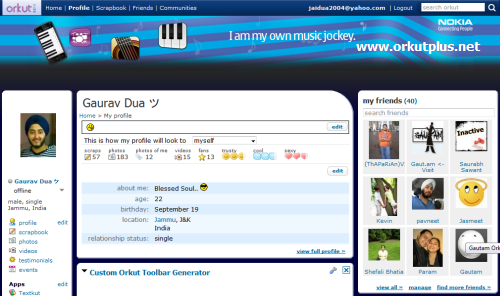 orkut Home | Profile | Scrapbook | Friends | Communities jaidua2004@yahoo.com | Logout search orkut
I am my own music jockey.
NOKIA
Connecting People
www.orkutplus.net
Gaurav Dua ツ
Home > My profile
edit
This is how my profile will look to myself
scraps photos photos of me videos fans trusty cool sexy
57 183 12 15 13
edit
about me: Blessed Soul..
age: 22
birthday: September 19
location: Jammu, J&K
India
relationship status: single
view full profile »
Custom Orkut Toolbar Generator
Gaurav Dua ツ
offline
male, single
Jammu, India
profile edit
scrapbook
photos
videos
testimonials
events
Apps edit
Textkut
my friends (40)
search friends
Inactive
(ThAPaRiAn)V
Gaut.am <-
Viet
Saurabh
Sawant
Kevin pavneet Jasmeet
Shefali Bhatia Param Gautam
Gautam Ork
view all » manage find more friends »